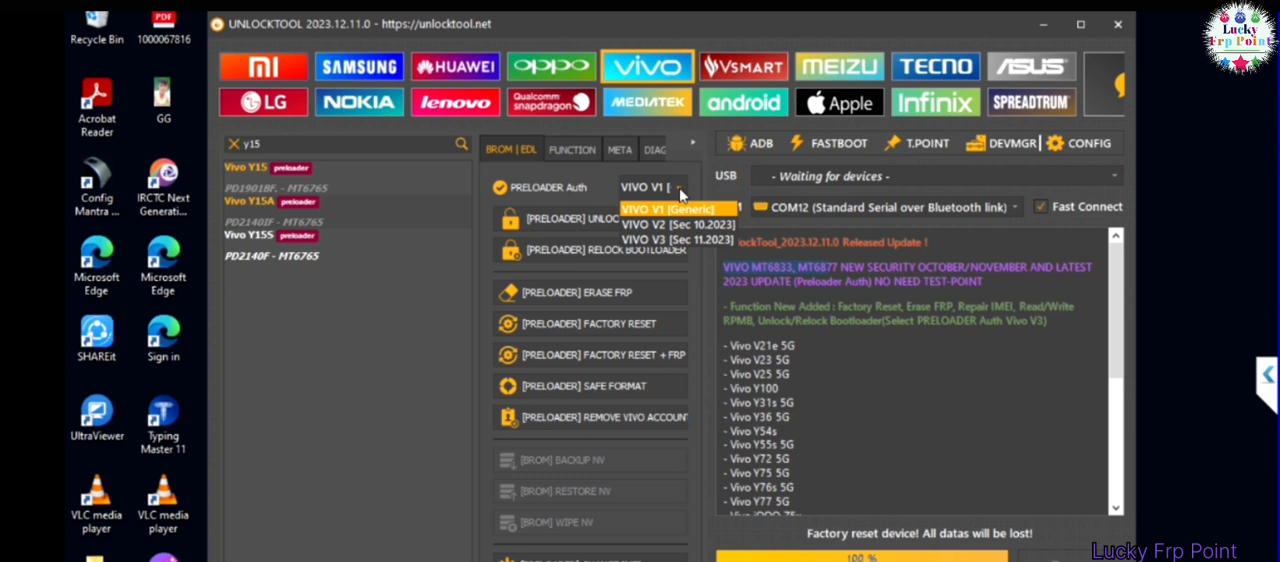 UNLOCKTOOL 2023.12.11.0 - https://unlocktool.net
Lucky
Frp Point
Recycle Bin
1000067816
Acrobat
Reader
GG
Config
Mantra ...
IRCTC Next
Generati...
Microsoft
Edge
Microsoft
Edge
SHAREit
Sign in
UltraViewer
Typing
Master 11
VLC media
player
VLC media
player
MI
SAMSUNG
HUAWEI
oppo
vivo
VSMART
MEIZU
TECNO
ASUS
LG
NOKIA
lenovo
Qualcomm
snapdragon
MEDIATEK
android
Apple
Infinix
SPREADTRUM
y15
Vivo Y15 preloader
PD1901BF. - MT6765
Vivo Y15A preloader
PD2140IF - MT6765
Vivo Y15S preloader
PD2140F - MT6765
BROM | EDL FUNCTION META DIAG
PRELOADER Auth VIVO V1 [
VIVO V1 [Generic]
VIVO V2 [Sec 10.2023]
VIVO V3 [Sec 11.2023]
[PRELOADER] UNLOC
[PRELOADER] RELOCK BOOTLOADER
[PRELOADER] ERASE FRP
[PRELOADER] FACTORY RESET
[PRELOADER] FACTORY RESET + FRP
[PRELOADER] SAFE FORMAT
[PRELOADER] REMOVE VIVO ACCOUNT
[BROM] BACKUP NV
[BROM] RESTORE NV
[BROM] WIPE NV
ADB FASTBOOT T.POINT DEVMGR CONFIG
USB - Waiting for devices -
COM12 (Standard Serial over Bluetooth link) Fast Connect
ockTool_2023.12.11.0 Released Update !
VIVO MT6833, MT6877 NEW SECURITY OCTOBER/NOVEMBER AND LATEST
2023 UPDATE (Preloader Auth) NO NEED TEST-POINT
- Function New Added : Factory Reset, Erase FRP, Repair IMEI, Read/Write
RPMB, Unlock/Relock Bootloader(Select PRELOADER Auth Vivo V3)
- Vivo V21e 5G
- Vivo V23 5G
- Vivo V25 5G
- Vivo Y100
- Vivo Y31s 5G
- Vivo Y36 5G
- Vivo Y54s
- Vivo Y55s 5G
- Vivo Y72 5G
- Vivo Y75 5G
- Vivo Y76s 5G
- Vivo Y77 5G
Factory reset device! All datas will be lost!
100 %
Lucky Frp Point